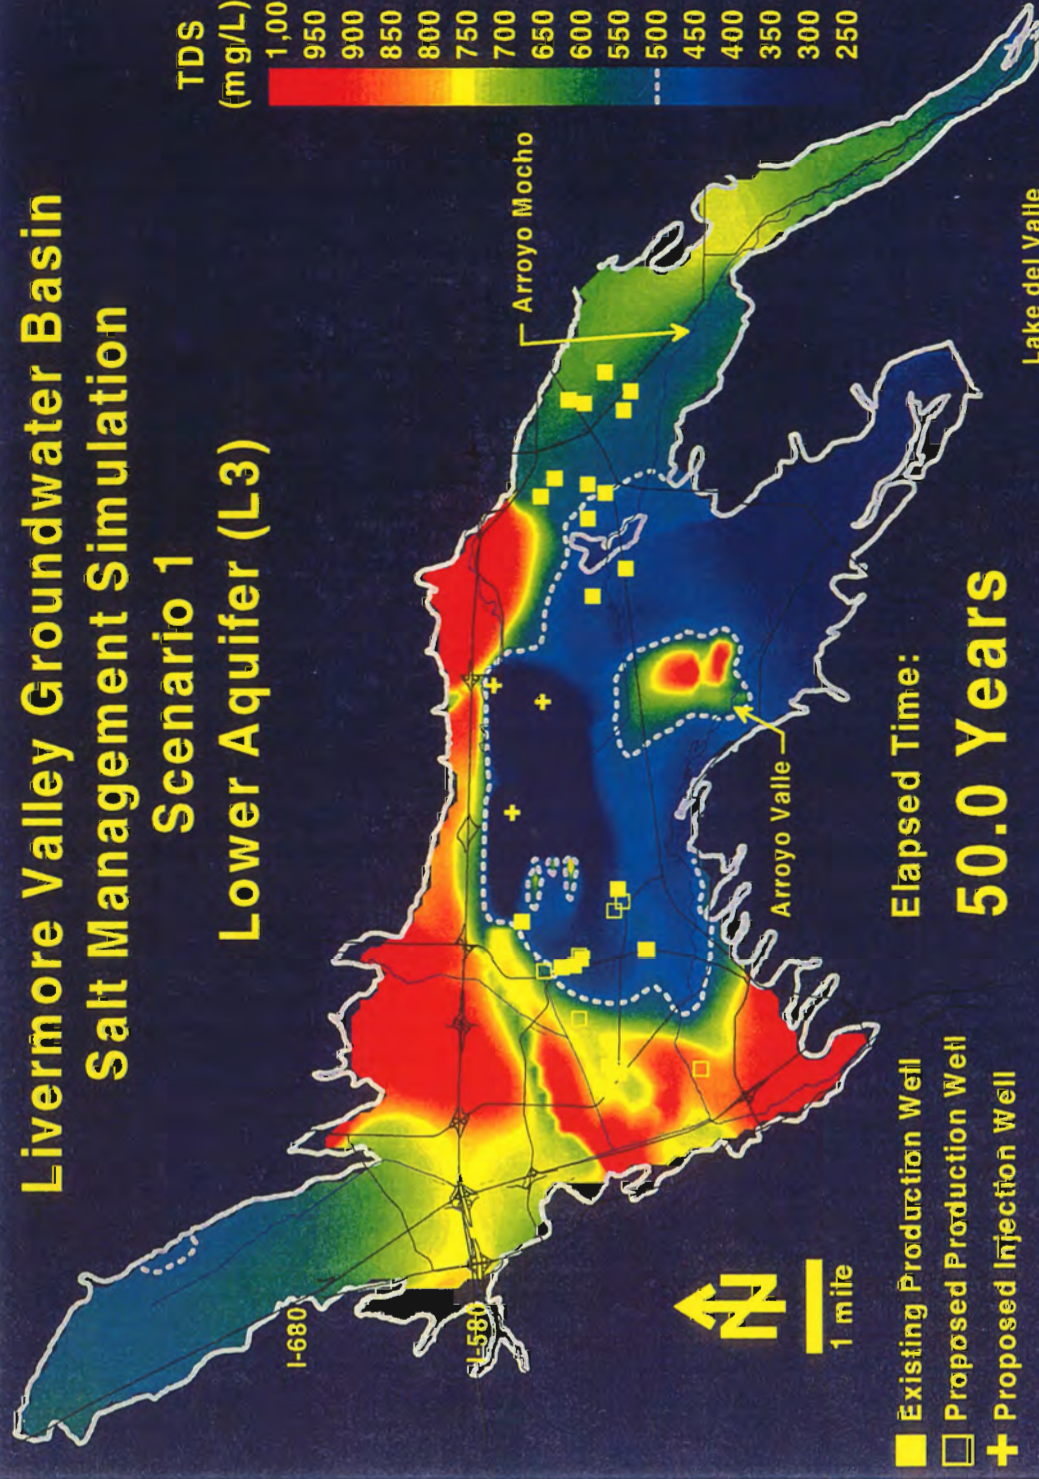 Livermore Valley Groundwater Basin
Salt Management Simulation
Scenario 1
Lower Aquifer (L3)
TDS
(mg/L)
1,00
950
900
850
800
750
700
650
600
550
500
450
400
350
300
250
Arroyo Mocho
I-680
I-580
N
1 mile
Arroyo Valle
Lake del Valle
Elapsed Time:
50.0 Years
Existing Production Well
Proposed Production Well
Proposed Injection Well